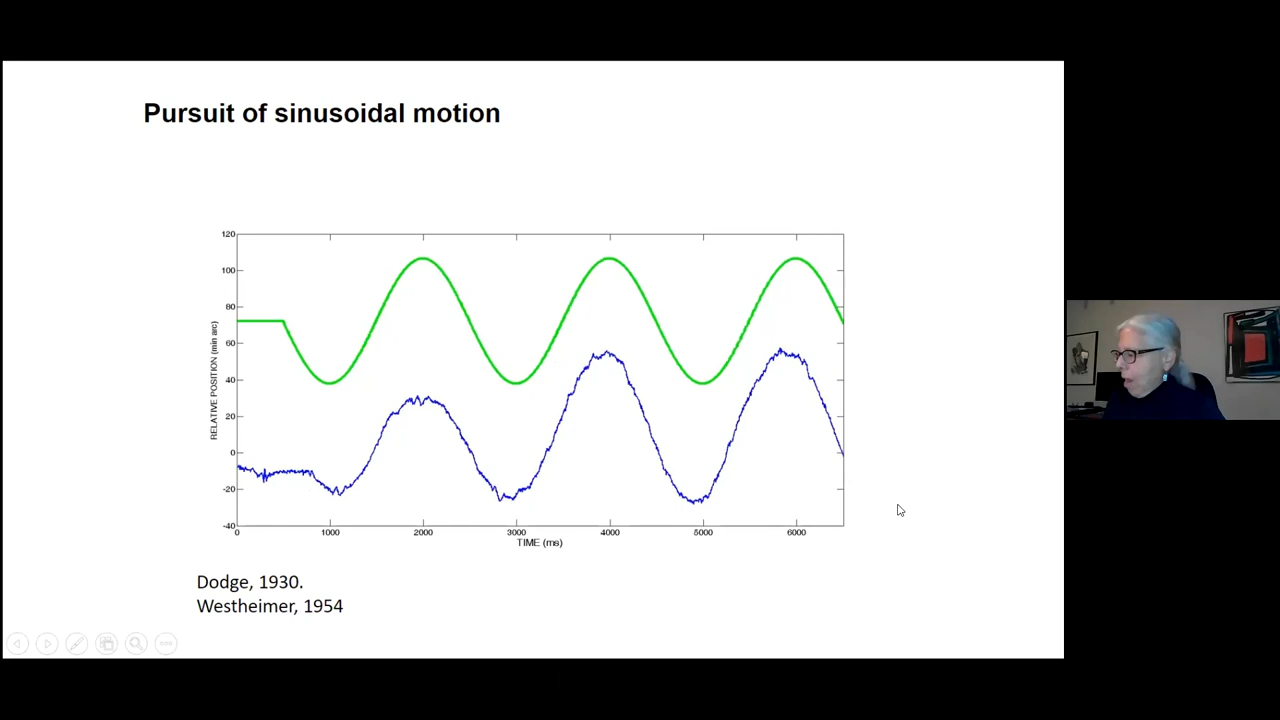 Pursuit of sinusoidal motion
120
100
80
60
40
20
0
-20
-40
RELATIVE POSITION (min arc)
0 1000 2000 3000 4000 5000 6000
TIME (ms)
Dodge, 1930.
Westheimer, 1954